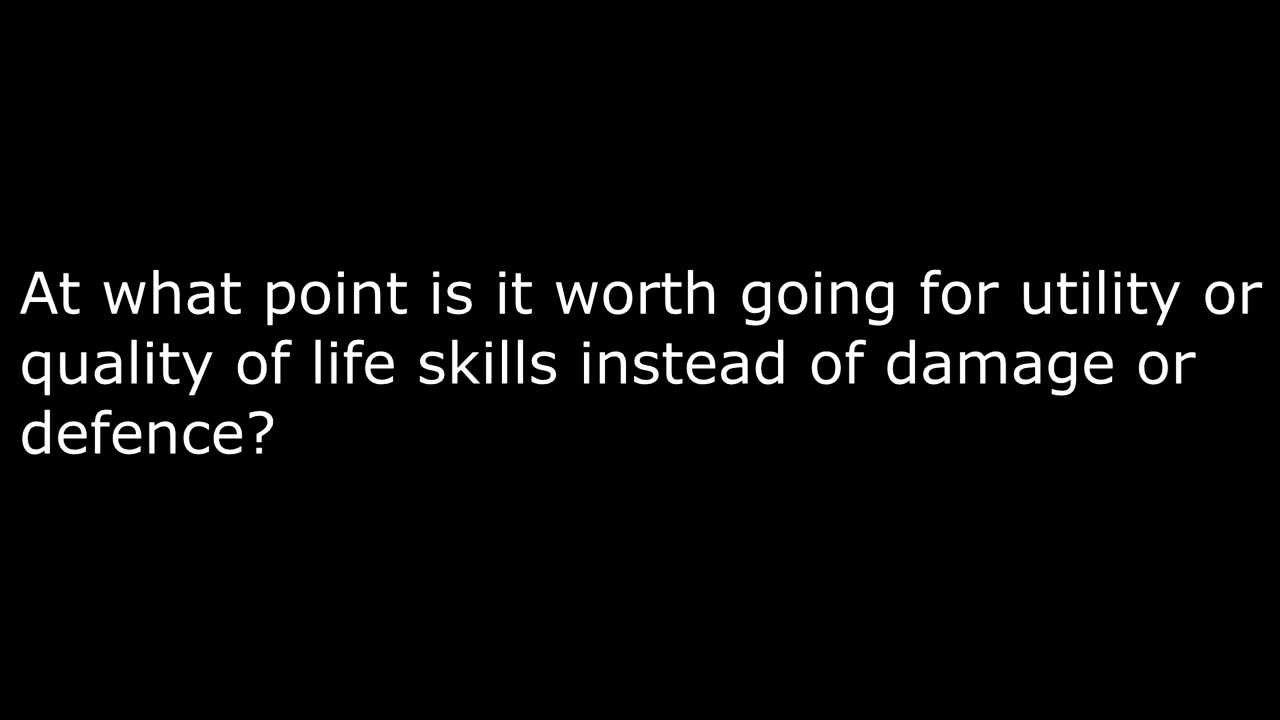 At what point is it worth going for utility or
quality of life skills instead of damage or
defence?